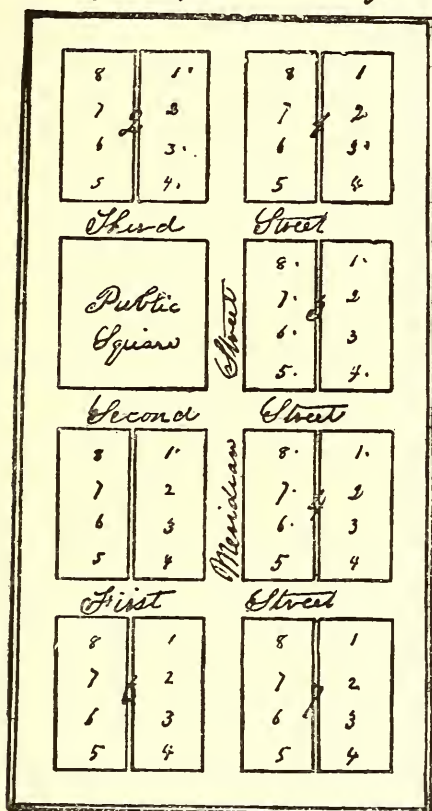 8 1. 8 1
7 2 7 2
6 3. 6 3.
5 4. 5 4
Third Street
8. 1.
Public 7. 2
Square 6. 3
5. 4.
Street
Second Street
8 1. 8. 1.
7 2 7. 2
6 3 6. 3
5 4 5 4
Meridian
First Street
8 1 8 1
7 2 7 2
6 3 6 3
5 4 5 4